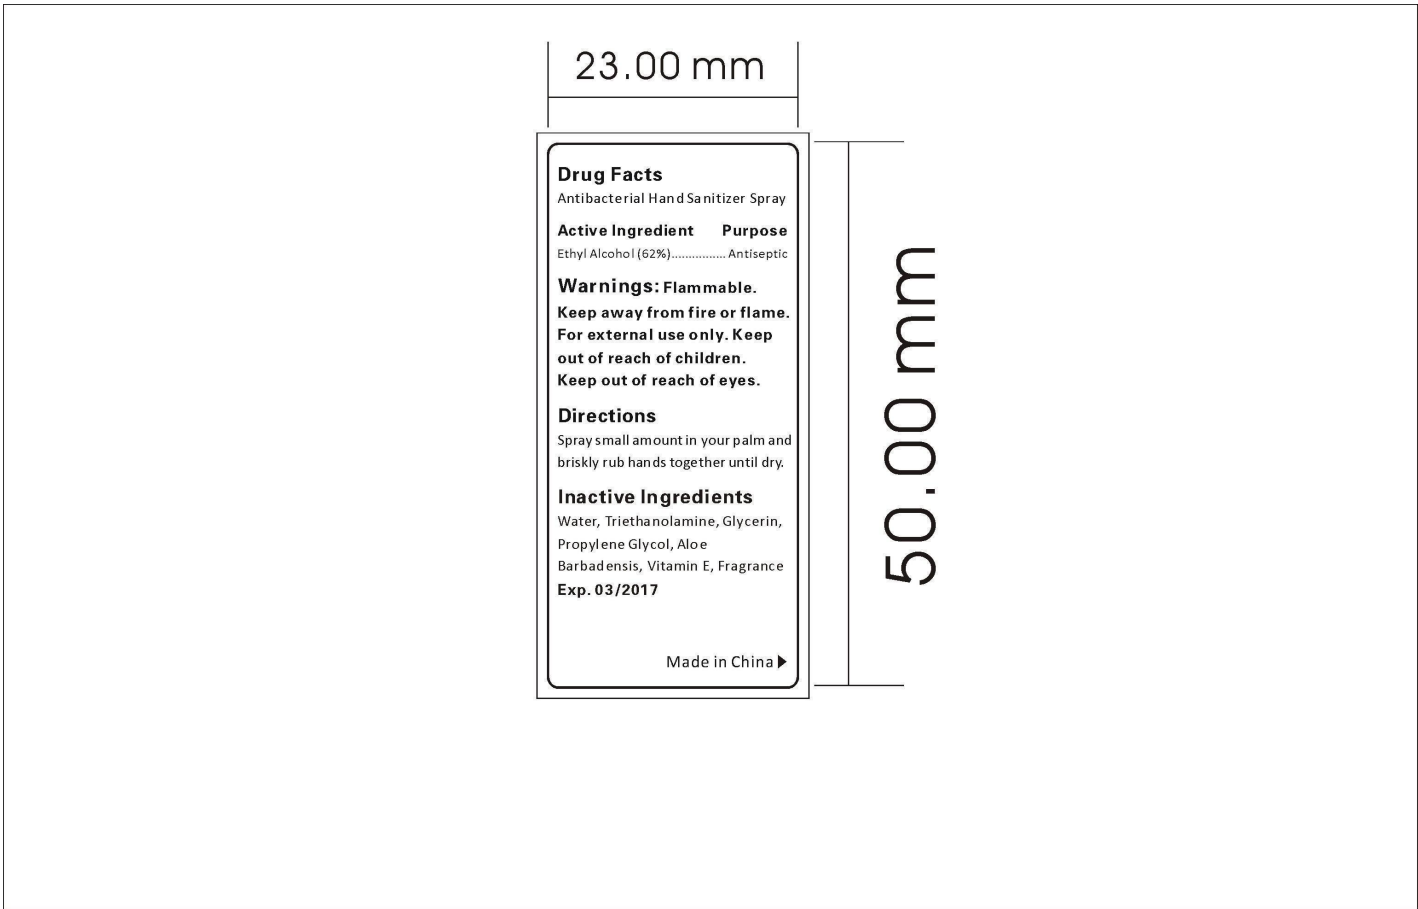 23.00 mm
Drug Facts
Antibacterial Hand Sanitizer Spray
Active Ingredient Purpose
Ethyl Alcohol (62%)................ Antiseptic
Warnings: Flammable.
Keep away from fire or flame.
For external use only. Keep
out of reach of children.
Keep out of reach of eyes.
Directions
Spray small amount in your palm and
briskly rub hands together until dry.
Inactive Ingredients
Water, Triethanolamine, Glycerin,
Propylene Glycol, Aloe
Barbadensis, Vitamin E, Fragrance
Exp. 03/2017
Made in China
50.00 mm